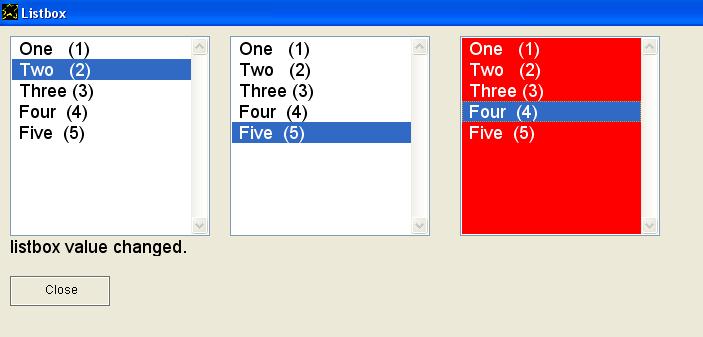 Listbox
One (1)
Two (2)
Three (3)
Four (4)
Five (5)
One (1)
Two (2)
Three (3)
Four (4)
Five (5)
One (1)
Two (2)
Three (3)
Four (4)
Five (5)
listbox value changed.
Close